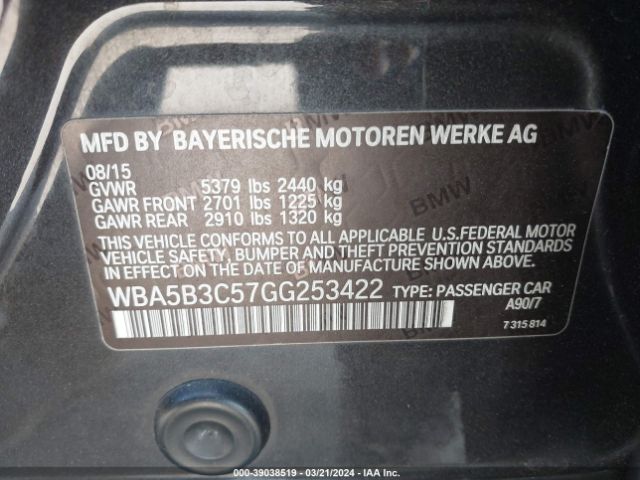 MFD BY BAYERISCHE MOTOREN WERKE AG
08/15
GVWR 5379 lbs 2440 kg
GAWR FRONT 2701 lbs 1225 kg
GAWR REAR 2910 lbs 1320 kg
THIS VEHICLE CONFORMS TO ALL APPLICABLE U.S.FEDERAL MOTOR
VEHICLE SAFETY, BUMPER AND THEFT PREVENTION STANDARDS
IN EFFECT ON THE DATE OF MANUFACTURE SHOWN ABOVE.
WBA5B3C57GG253422 TYPE: PASSENGER CAR
A90/7
7 315 814
BMW
000-39038519 - 03/21/2024 - IAA Inc.